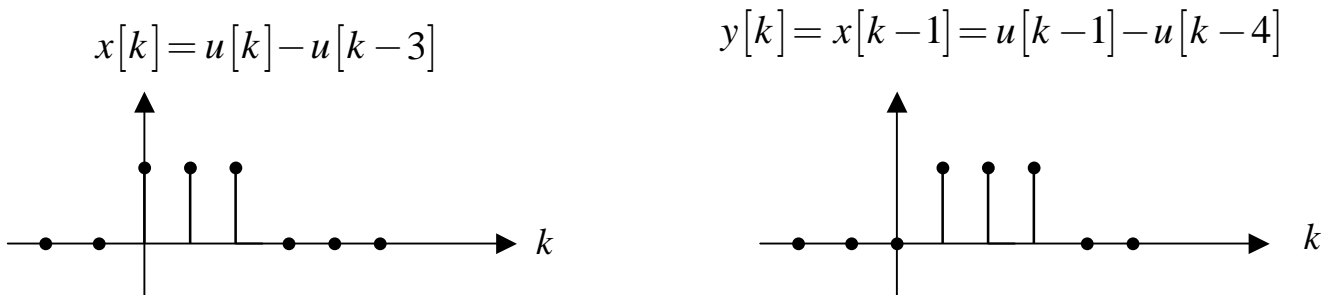 x[k] = u[k] − u[k − 3]
y[k] = x[k − 1] = u[k − 1] − u[k − 4]
k
k